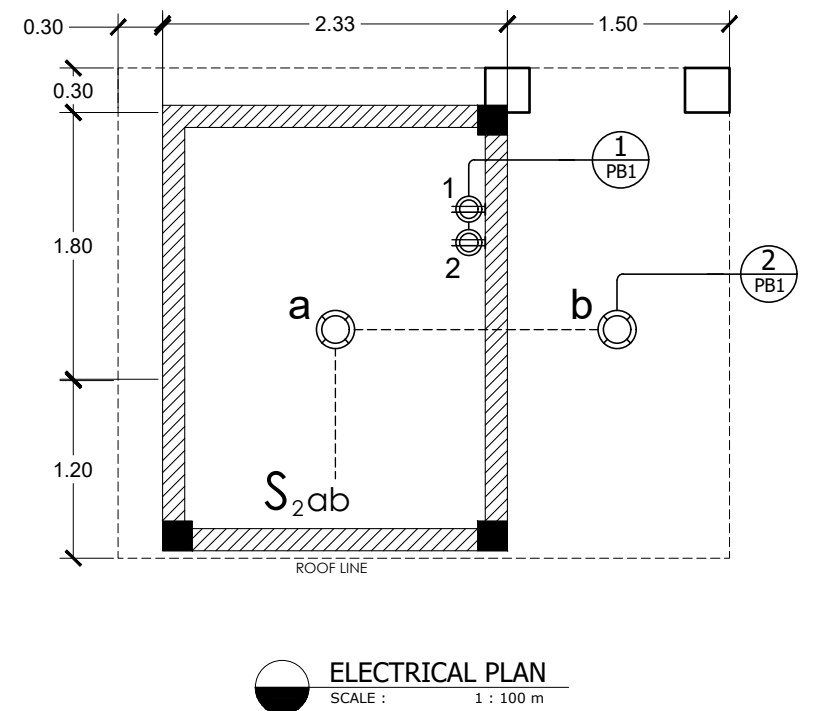 0.30
2.33
1.50
0.30
1
PB1
1
1.80
2
2
PB1
a
b
1.20
S2ab
ROOF LINE
ELECTRICAL PLAN
SCALE : 1 : 100 m